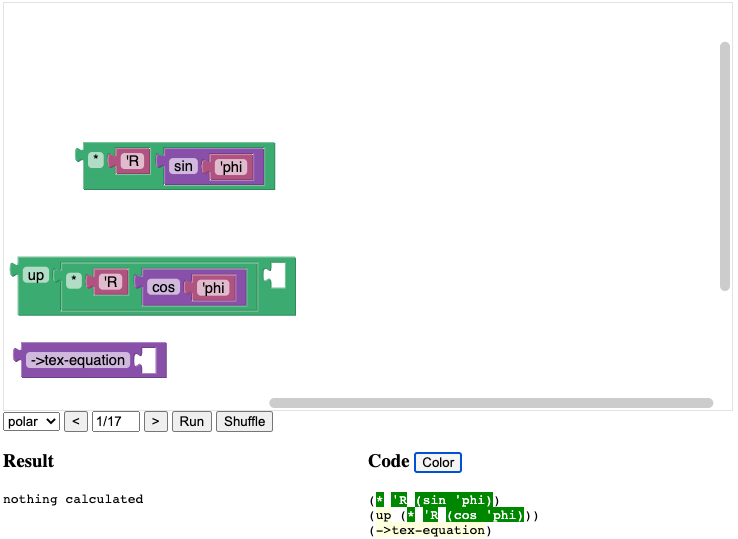 * 'R sin 'phi
up * 'R cos 'phi
->tex-equation
polar < 1/17 > Run Shuffle
Result Code Color
nothing calculated (* 'R (sin 'phi))
(up (* 'R (cos 'phi)))
(->tex-equation)